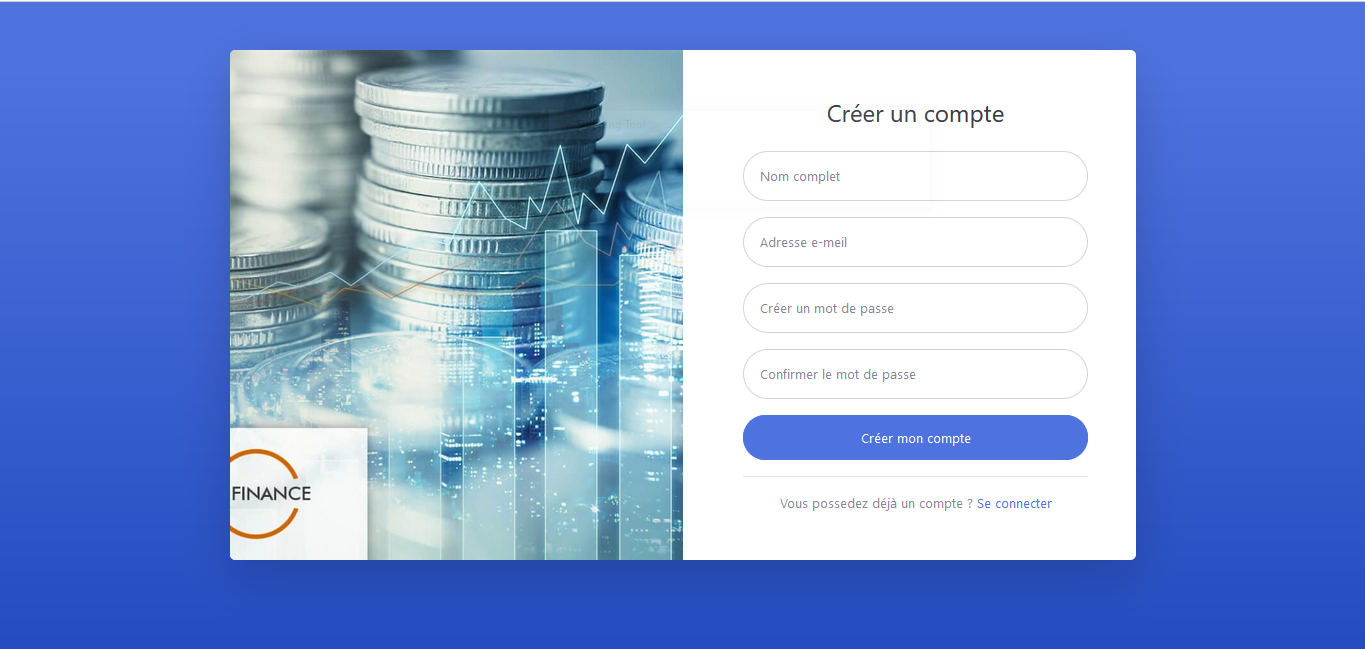 Créer un compte
Nom complet
Adresse e-meil
Créer un mot de passe
Confirmer le mot de passe
Créer mon compte
Vous possedez déjà un compte ? Se connecter
FINANCE